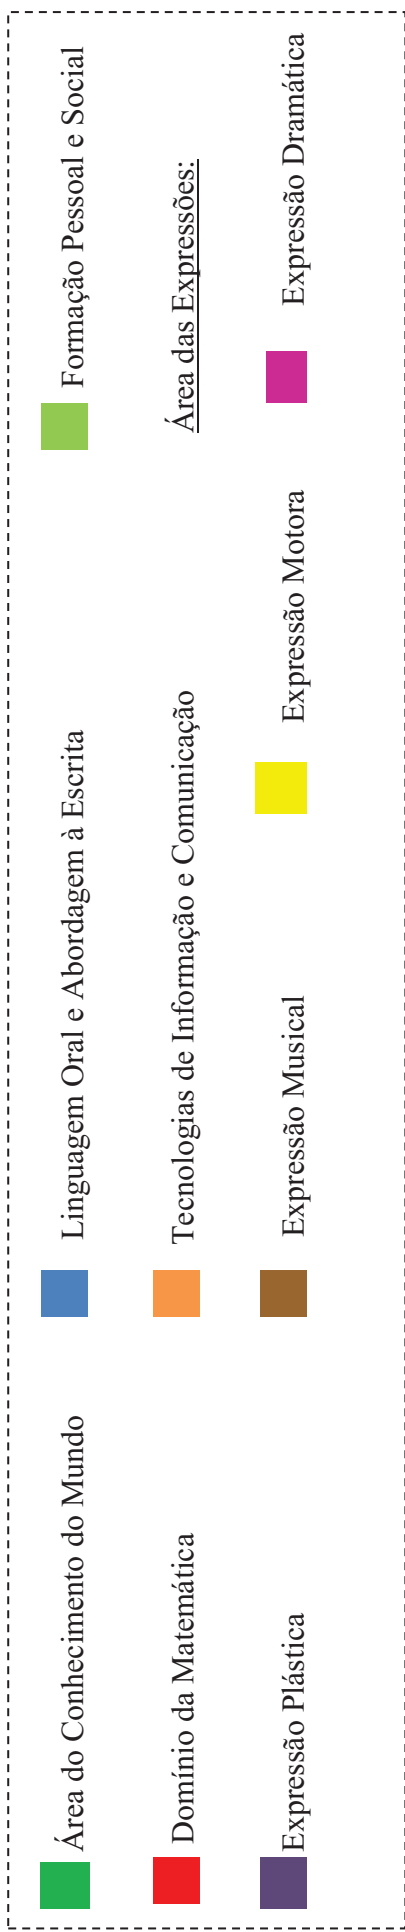 Área do Conhecimento do Mundo
Linguagem Oral e Abordagem à Escrita
Formação Pessoal e Social
Domínio da Matemática
Tecnologias de Informação e Comunicação
Área das Expressões:
Expressão Plástica
Expressão Musical
Expressão Motora
Expressão Dramática